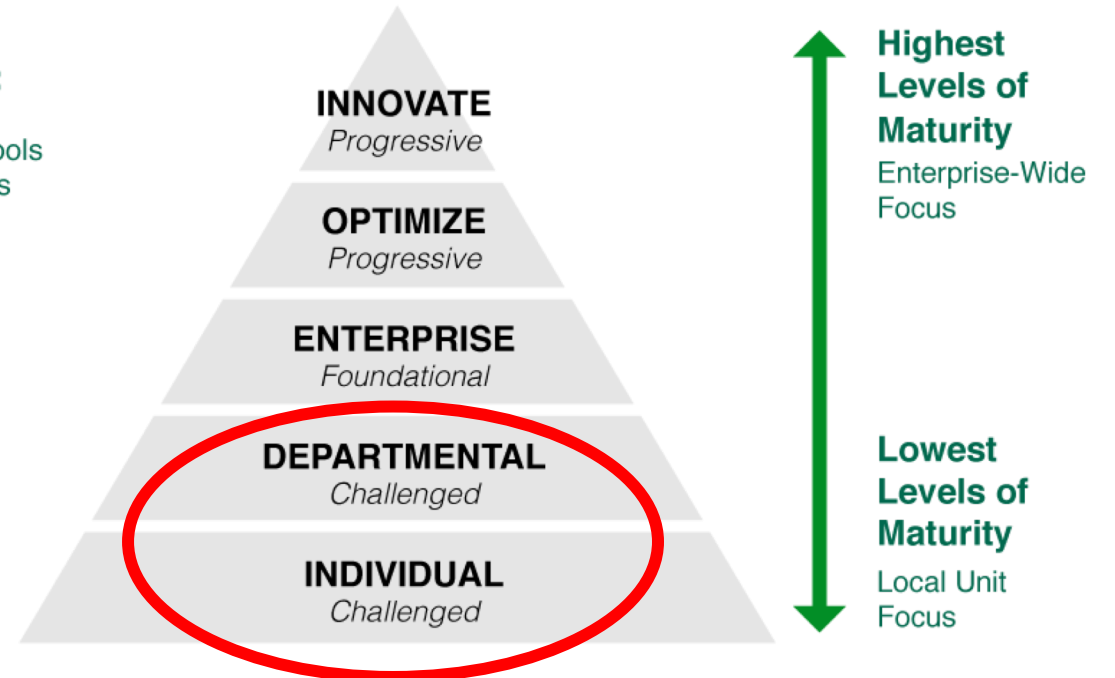 ools
s
INNOVATE
Progressive
OPTIMIZE
Progressive
ENTERPRISE
Foundational
DEPARTMENTAL
Challenged
INDIVIDUAL
Challenged
Highest
Levels of
Maturity
Enterprise-Wide
Focus
Lowest
Levels of
Maturity
Local Unit
Focus